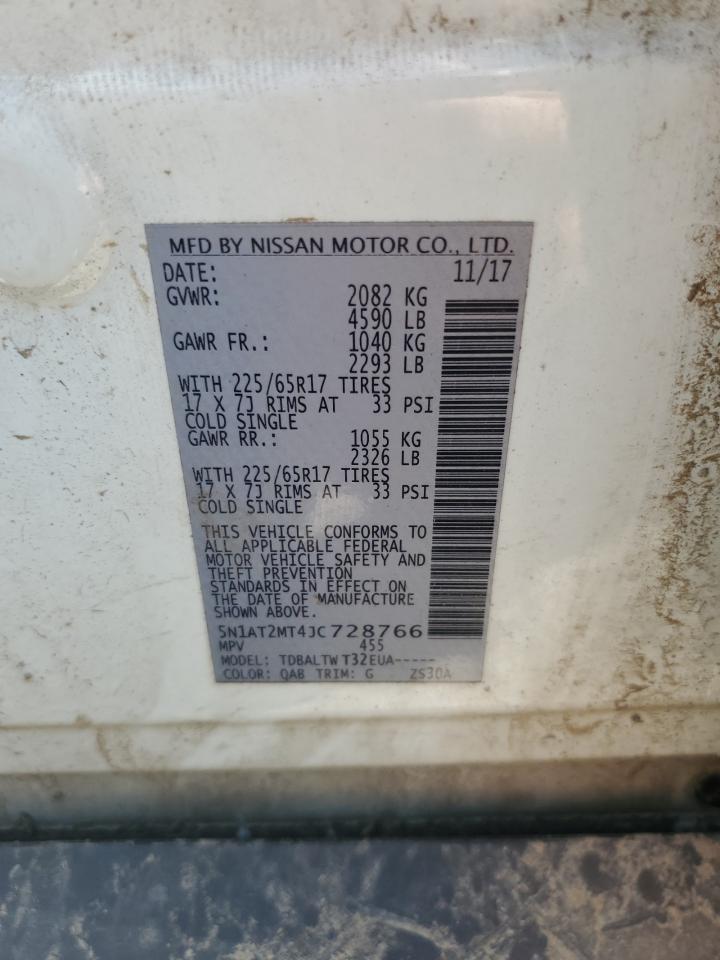 MFD BY NISSAN MOTOR CO., LTD.
DATE: 11/17
GVWR: 2082 KG
4590 LB
GAWR FR.: 1040 KG
2293 LB
WITH 225/65R17 TIRES
17 X 7J RIMS AT 33 PSI
COLD SINGLE
GAWR RR.: 1055 KG
2326 LB
WITH 225/65R17 TIRES
17 X 7J RIMS AT 33 PSI
COLD SINGLE
THIS VEHICLE CONFORMS TO
ALL APPLICABLE FEDERAL
MOTOR VEHICLE SAFETY AND
THEFT PREVENTION
STANDARDS IN EFFECT ON
THE DATE OF MANUFACTURE
SHOWN ABOVE.
5N1AT2MT4JC728766
MPV 455
MODEL: TDBALTW T32EUA-----
COLOR: QAB TRIM: G ZS30A